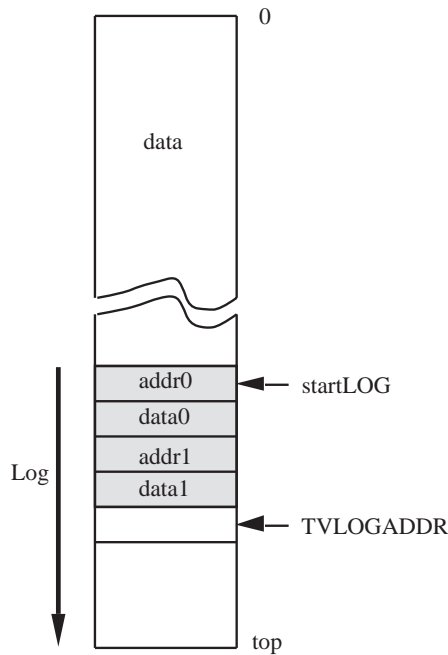 0
data
addr0
startLOG
data0
addr1
Log
data1
TVLOGADDR
top